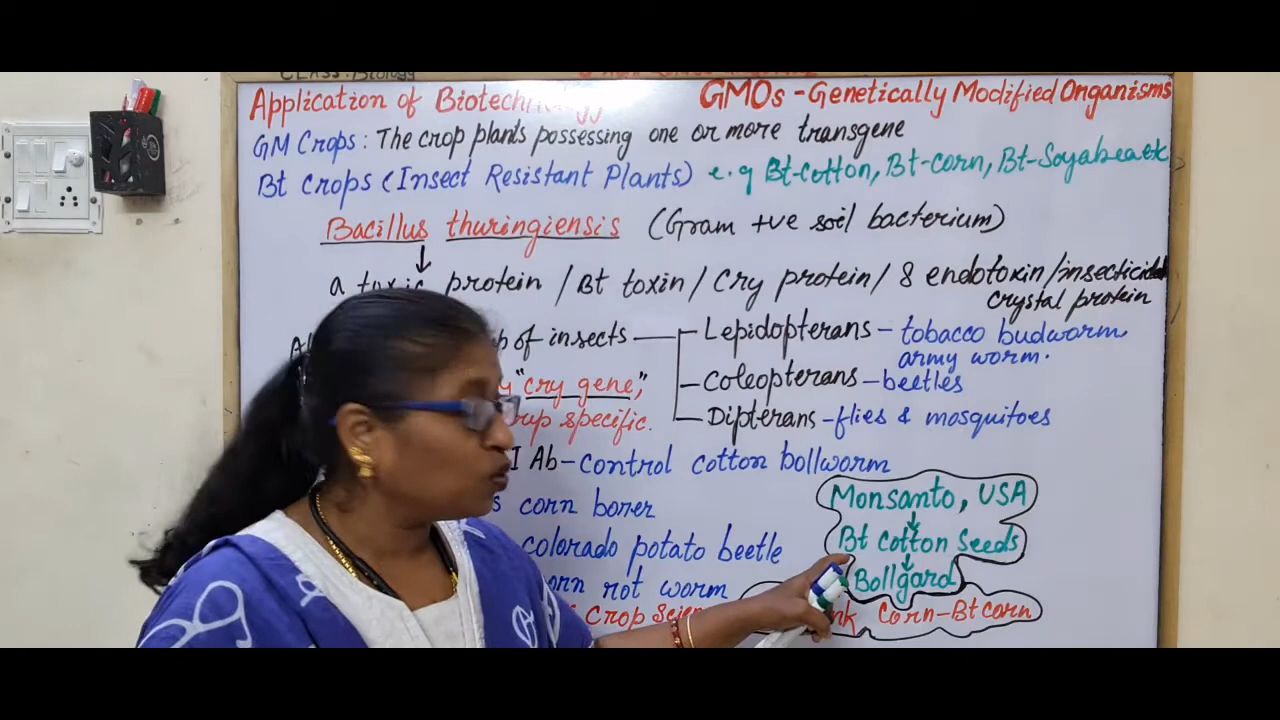 CLASS: Biology
Application of
GMOs - Genetically Modified Organisms
GM Crops: The crop plants possessing one or more transgene
Bt crops (Insect Resistant Plants) e.g Bt-cotton, Bt-corn, Bt-Soyabea etc
Bacillus thuringiensis (Gram +ve soil bacterium)
a toxic protein / Bt toxin / Cry protein / δ endotoxin / insecticidal
crystal protein
of insects
Lepidopterans - tobacco budworm
army worm.
"cry gene,"
Coleopterans - beetles
specific.
Dipterans - flies & mosquitoes
I Ab - control cotton bollworm
corn borer
colorado potato beetle
rot worm
Crop
Monsanto, USA
Bt cotton seeds
Bollgard
Corn - Bt corn